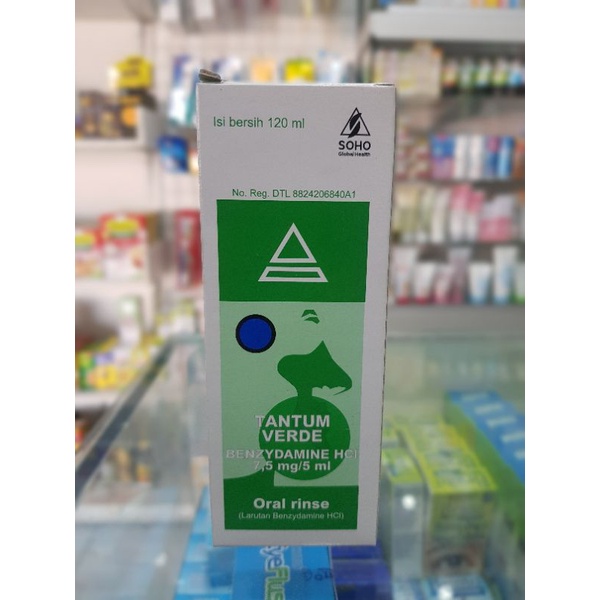 Isi bersih 120 ml
SOHO
Global Health
No. Reg. DTL 8824206840A1
TANTUM
VERDE
BENZYDAMINE HCl
7,5 mg/5 ml
Oral rinse
(Larutan Benzydamine HCl)